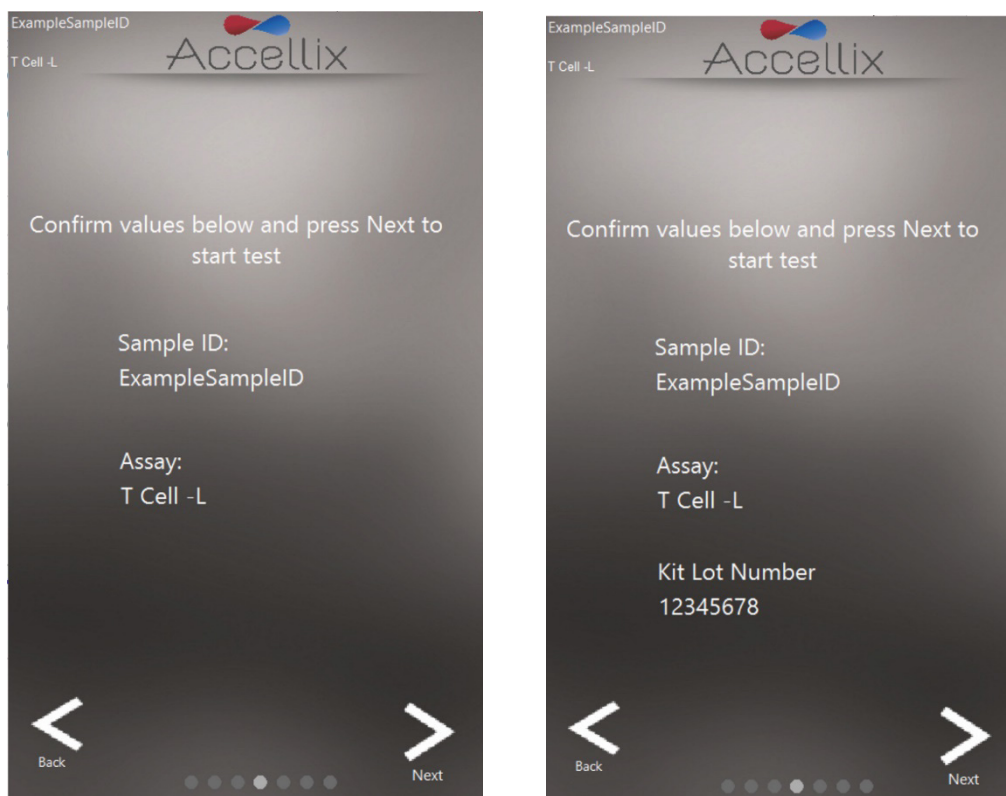 ExampleSampleID
Accellix
T Cell -L
Confirm values below and press Next to
start test
Sample ID:
ExampleSampleID
Assay:
T Cell -L
Back
Next
ExampleSampleID
Accellix
T Cell -L
Confirm values below and press Next to
start test
Sample ID:
ExampleSampleID
Assay:
T Cell -L
Kit Lot Number
12345678
Back
Next